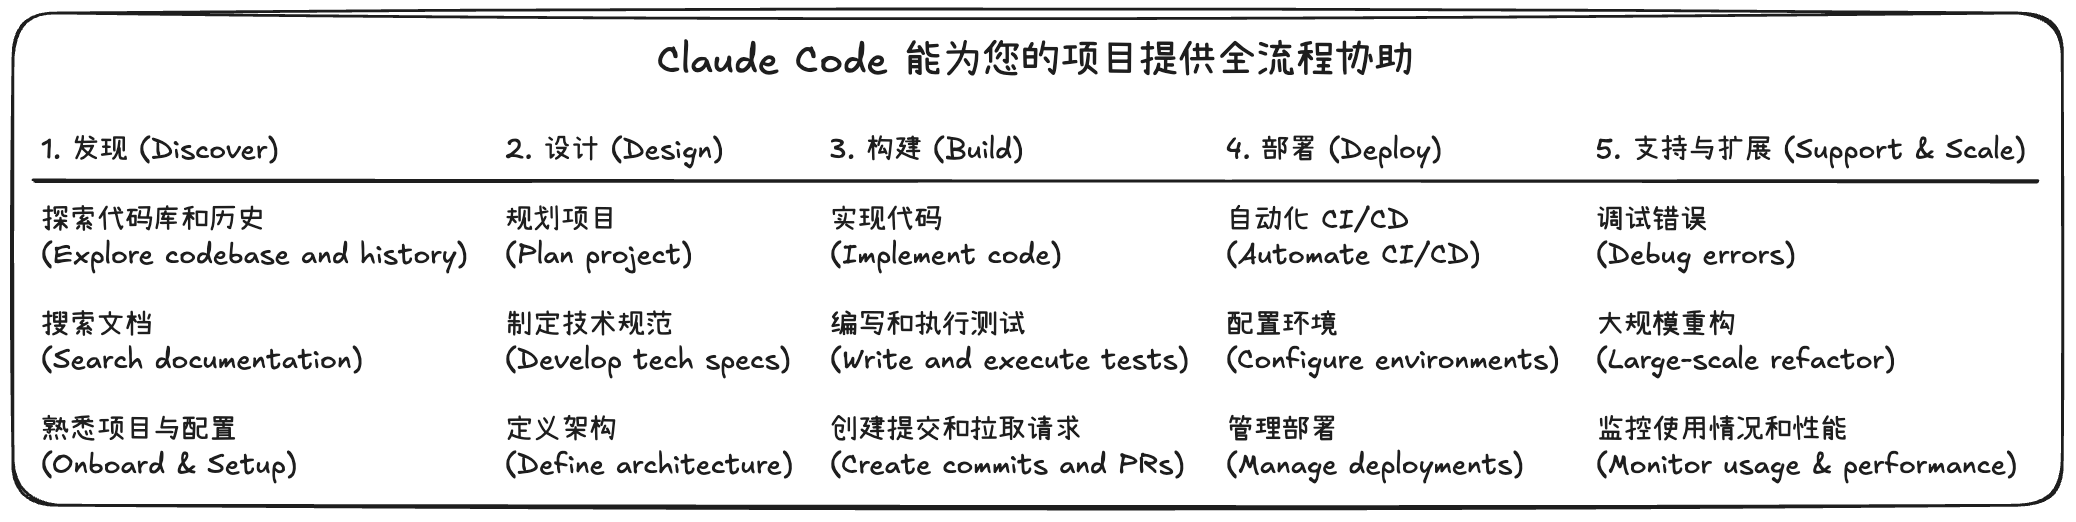 Claude Code 能为您的项目提供全流程协助
1. 发现 (Discover)
探索代码库和历史
(Explore codebase and history)
搜索文档
(Search documentation)
熟悉项目与配置
(Onboard & Setup)
2. 设计 (Design)
规划项目
(Plan project)
制定技术规范
(Develop tech specs)
定义架构
(Define architecture)
3. 构建 (Build)
实现代码
(Implement code)
编写和执行测试
(Write and execute tests)
创建提交和拉取请求
(Create commits and PRs)
4. 部署 (Deploy)
自动化 CI/CD
(Automate CI/CD)
配置环境
(Configure environments)
管理部署
(Manage deployments)
5. 支持与扩展 (Support & Scale)
调试错误
(Debug errors)
大规模重构
(Large-scale refactor)
监控使用情况和性能
(Monitor usage & performance)